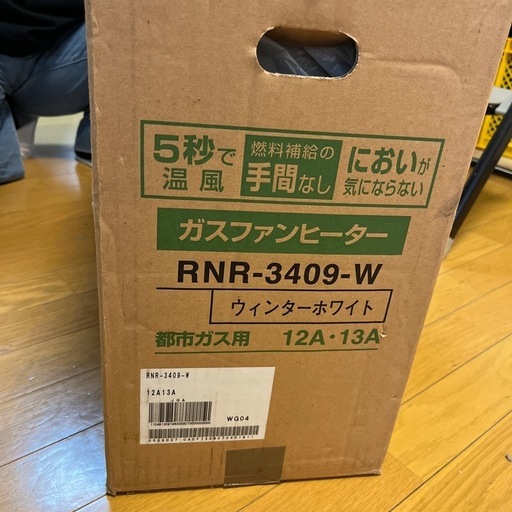 5秒で
温風
燃料補給の
手間なし
においが
気にならない
ガスファンヒーター
RNR-3409-W
ウィンターホワイト
都市ガス用 12A・13A
RNR-3409-W
12A13A
WG04